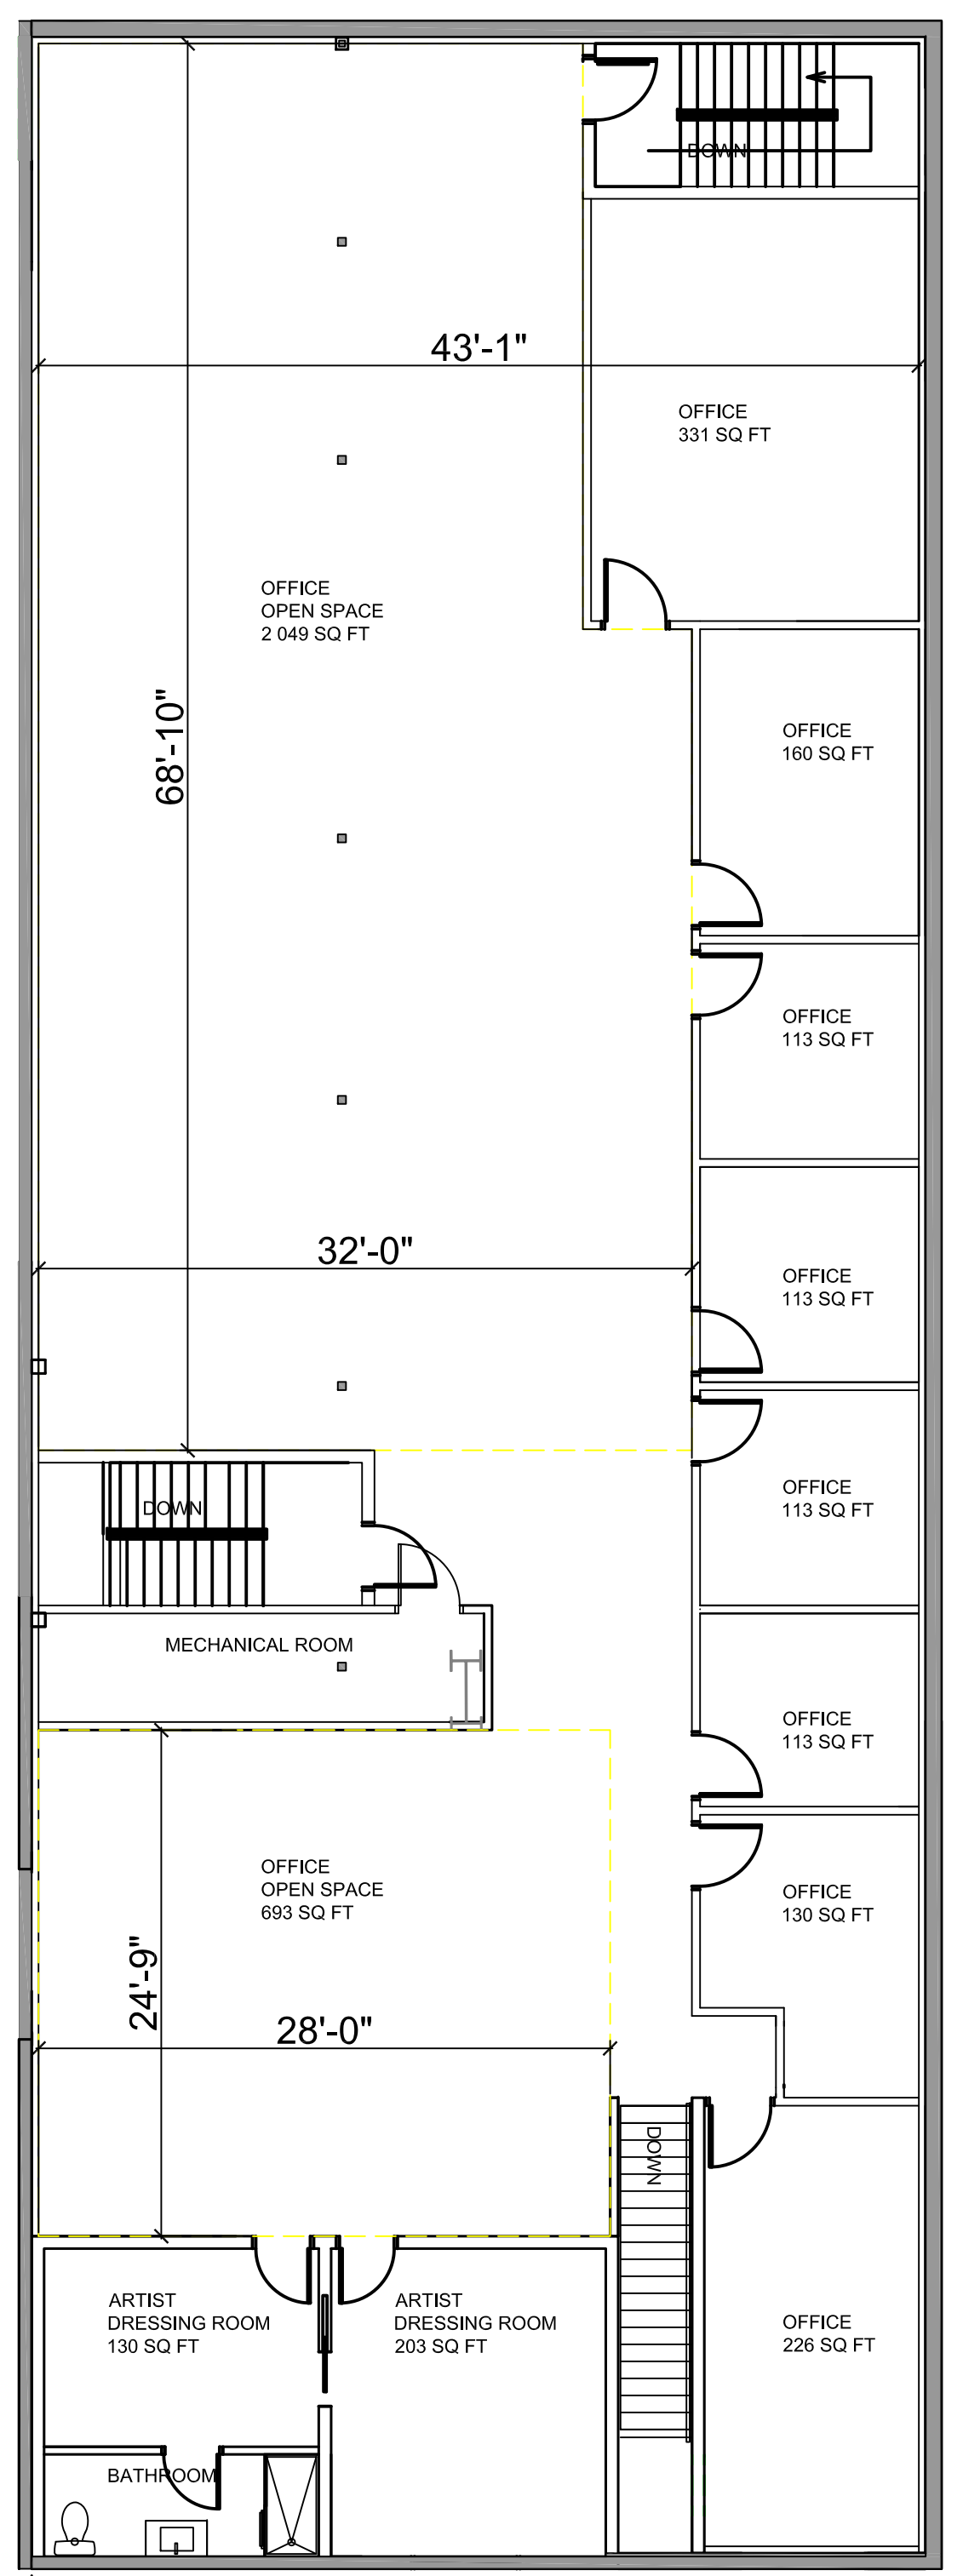 DOWN
43'-1"
OFFICE
331 SQ FT
OFFICE
OPEN SPACE
2 049 SQ FT
68'-10"
OFFICE
160 SQ FT
OFFICE
113 SQ FT
32'-0"
OFFICE
113 SQ FT
DOWN
OFFICE
113 SQ FT
MECHANICAL ROOM
OFFICE
113 SQ FT
OFFICE
OPEN SPACE
693 SQ FT
OFFICE
130 SQ FT
24'-9"
28'-0"
DOWN
ARTIST
DRESSING ROOM
130 SQ FT
ARTIST
DRESSING ROOM
203 SQ FT
OFFICE
226 SQ FT
BATHROOM